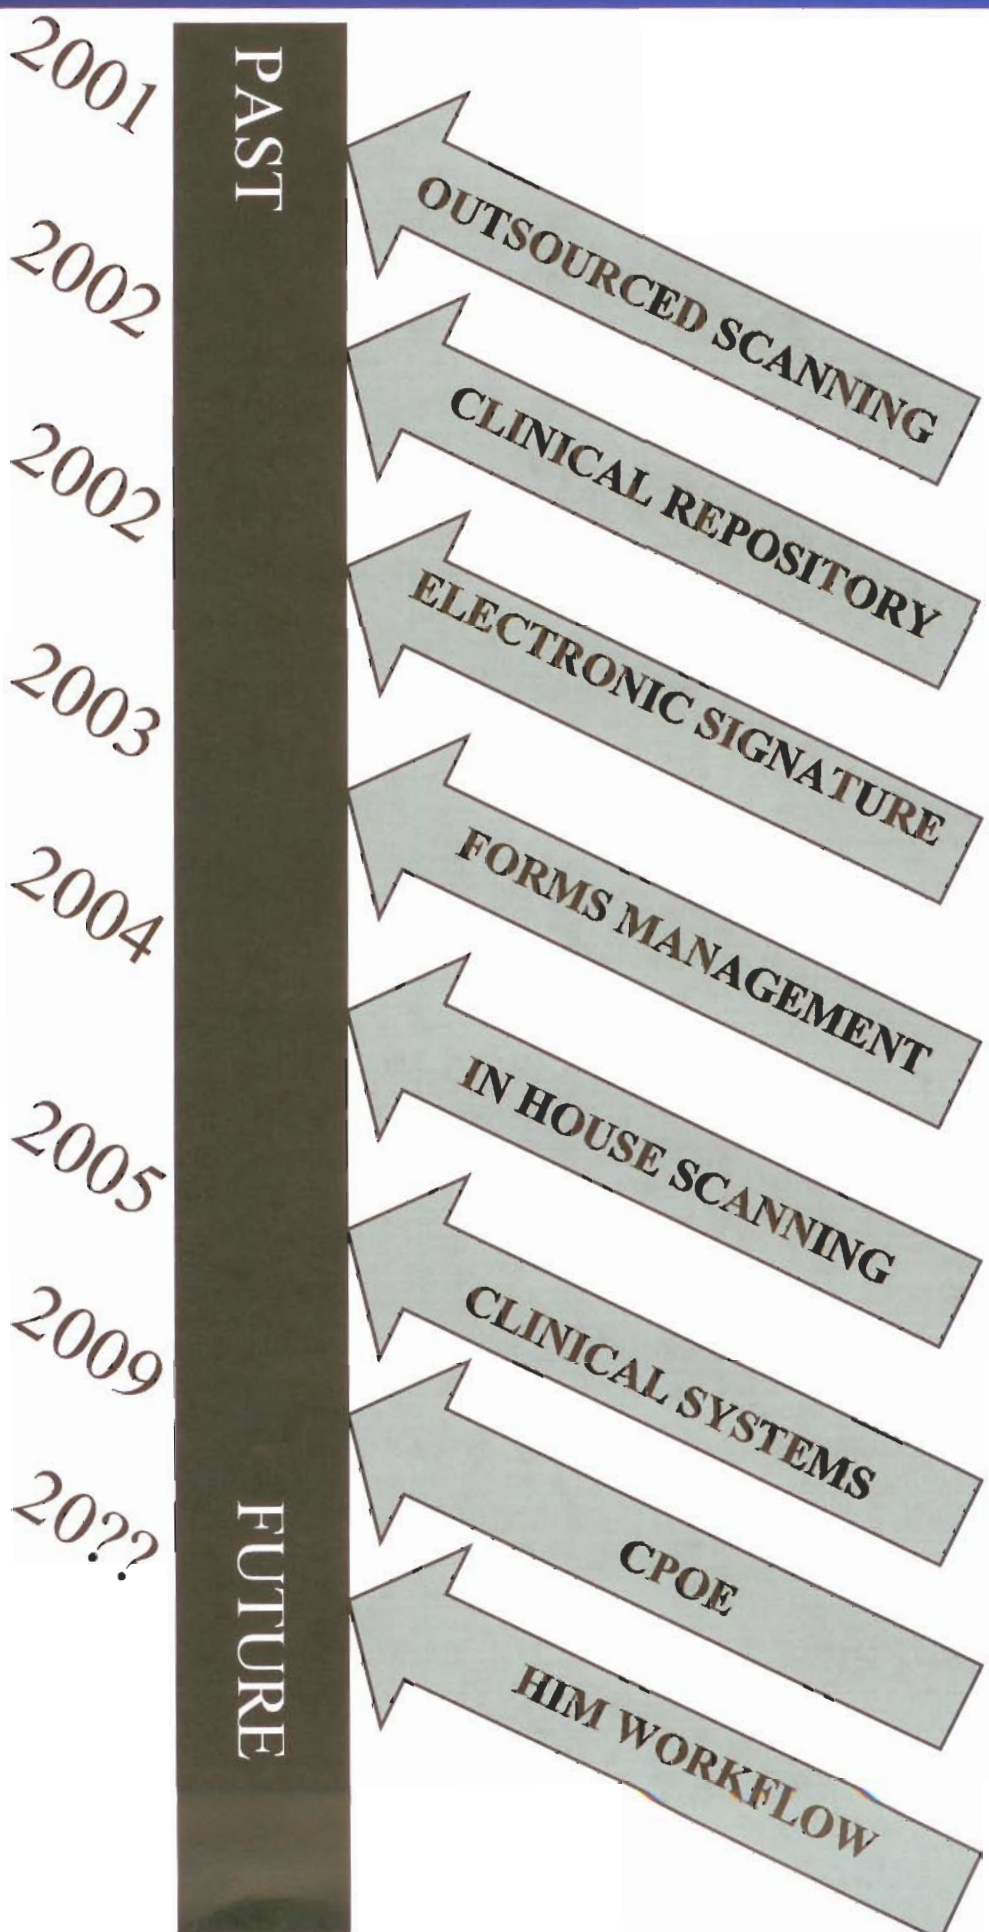 2001
PAST
OUTSOURCED SCANNING
2002
CLINICAL REPOSITORY
2002
ELECTRONIC SIGNATURE
2003
FORMS MANAGEMENT
2004
IN HOUSE SCANNING
2005
CLINICAL SYSTEMS
2009
CPOE
20??
FUTURE
HIM WORKFLOW